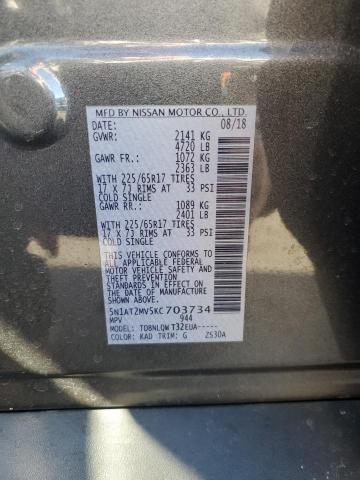 MFD BY NISSAN MOTOR CO., LTD.
DATE: 08/18
GVWR: 2141 KG
4720 LB
GAWR FR.: 1072 KG
2363 LB
WITH 225/65R17 TIRES
17 X 7J RIMS AT 33 PSI
COLD SINGLE
GAWR RR.: 1089 KG
2401 LB
WITH 225/65R17 TIRES
17 X 7J RIMS AT 33 PSI
COLD SINGLE
THIS VEHICLE CONFORMS TO
ALL APPLICABLE FEDERAL
MOTOR VEHICLE SAFETY
STANDARDS IN EFFECT ON
THE DATE OF MANUFACTURE
SHOWN ABOVE.
5N1AT2MV5KC703734
MPV 944
MODEL: TOBNLQW T32EUA-----
COLOR: KAD TRIM: G ZS3DA